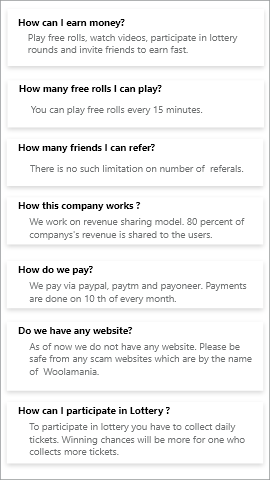 How can I earn money?
Play free rolls, watch videos, participate in lottery
rounds and invite friends to earn fast.
How many free rolls I can play?
You can play free rolls every 15 minutes.
How many friends I can refer?
There is no such limitation on number of  referals.
How this company works ?
We work on revenue sharing model. 80 percent of
companys's revenue is shared to the users.
How do we pay?
We pay via paypal, paytm and payoneer. Payments
are done on 10 th of every month.
Do we have any website?
As of now we do not have any website. Please be
safe from any scam websites which are by the name
of  Woolamania.
How can I participate in Lottery ?
To participate in lottery you have to collect daily
tickets. Winning chances will be more for one who
collects more tickets.